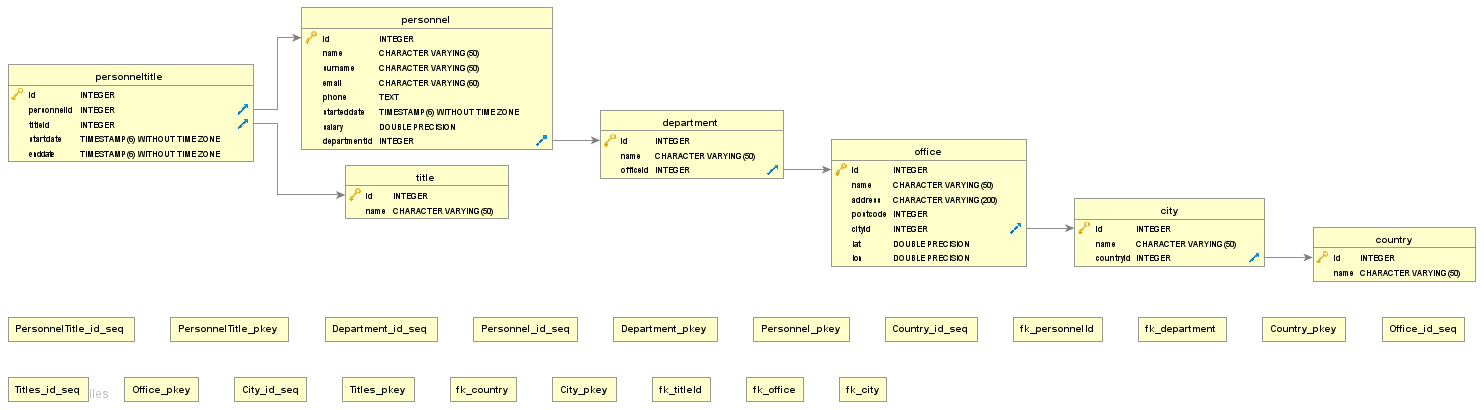 personneltitle
id INTEGER
personnelid INTEGER
titleid INTEGER
startdate TIMESTAMP(6) WITHOUT TIME ZONE
enddate TIMESTAMP(6) WITHOUT TIME ZONE
personnel
id INTEGER
name CHARACTER VARYING(50)
surname CHARACTER VARYING(50)
email CHARACTER VARYING(60)
phone TEXT
starteddate TIMESTAMP(6) WITHOUT TIME ZONE
salary DOUBLE PRECISION
departmentid INTEGER
title
id INTEGER
name CHARACTER VARYING(50)
department
id INTEGER
name CHARACTER VARYING(50)
officeid INTEGER
office
id INTEGER
name CHARACTER VARYING(50)
address CHARACTER VARYING(200)
postcode INTEGER
cityid INTEGER
lat DOUBLE PRECISION
lon DOUBLE PRECISION
city
id INTEGER
name CHARACTER VARYING(50)
countryid INTEGER
country
id INTEGER
name CHARACTER VARYING(50)
PersonnelTitle_id_seq PersonnelTitle_pkey Department_id_seq Personnel_id_seq Department_pkey Personnel_pkey Country_id_seq fk_personnelId fk_department Country_pkey Office_id_seq
Titles_id_seq Office_pkey City_id_seq Titles_pkey fk_country City_pkey fk_titleId fk_office fk_city